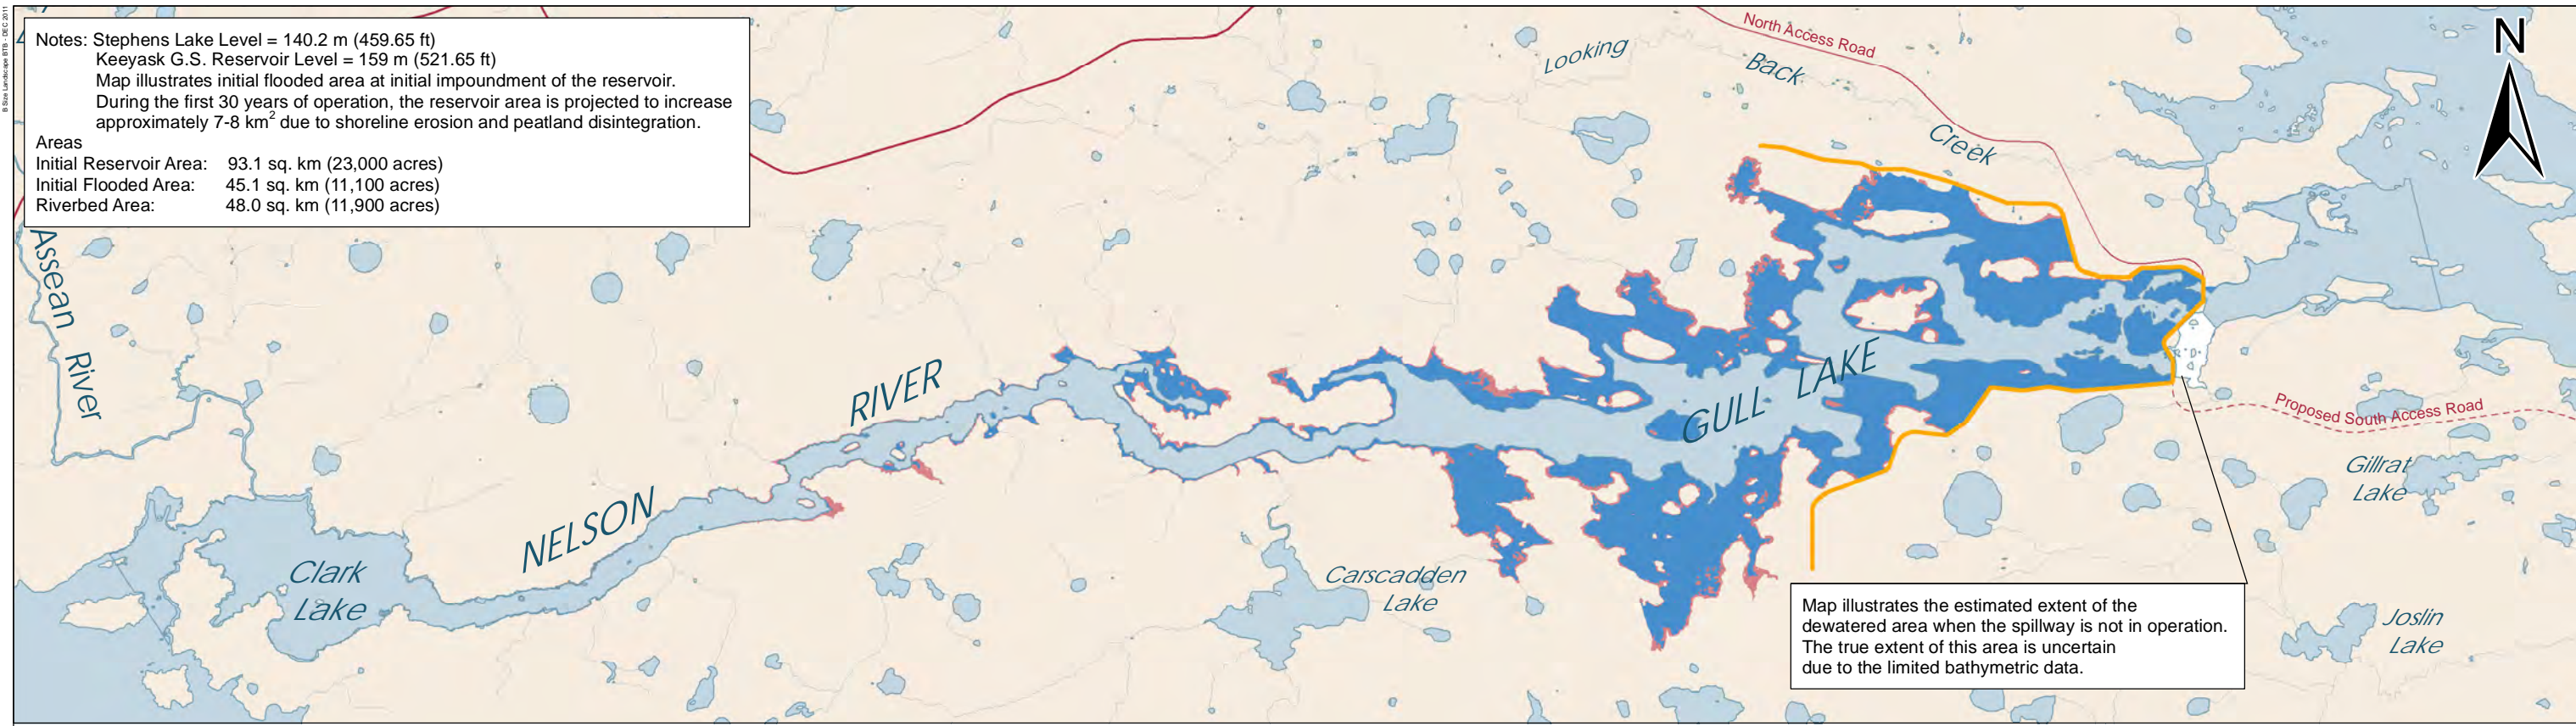 B Size Landscape BTB - DEC 2011
Notes: Stephens Lake Level = 140.2 m (459.65 ft)
Keeyask G.S. Reservoir Level = 159 m (521.65 ft)
Map illustrates initial flooded area at initial impoundment of the reservoir.
During the first 30 years of operation, the reservoir area is projected to increase
approximately 7-8 km² due to shoreline erosion and peatland disintegration.
Areas
Initial Reservoir Area: 93.1 sq. km (23,000 acres)
Initial Flooded Area: 45.1 sq. km (11,100 acres)
Riverbed Area: 48.0 sq. km (11,900 acres)
North Access Road
N
Looking
Back
Creek
Assean
River
NELSON
RIVER
GULL LAKE
Proposed South Access Road
Gillrat
Lake
Clark
Lake
Carscadden
Lake
Map illustrates the estimated extent of the
dewatered area when the spillway is not in operation.
The true extent of this area is uncertain
due to the limited bathymetric data.
Joslin
Lake